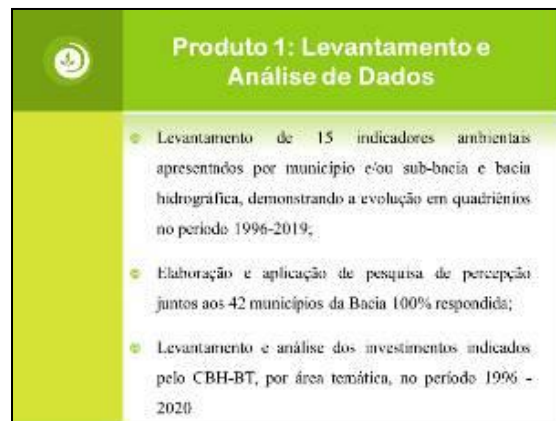 Produto 1: Levantamento e
Análise de Dados
Levantamento de 15 indicadores ambientais
apresentados por município e/ou sub-bacia e bacia
hidrográfica, demonstrando a evolução em quadriênios
no período 1996-2019;
Elaboração e aplicação de pesquisa de percepção
juntos aos 42 municípios da Bacia 100% respondida;
Levantamento e análise dos investimentos indicados
pelo CBH-BT, por área temática, no período 1996 -
2020